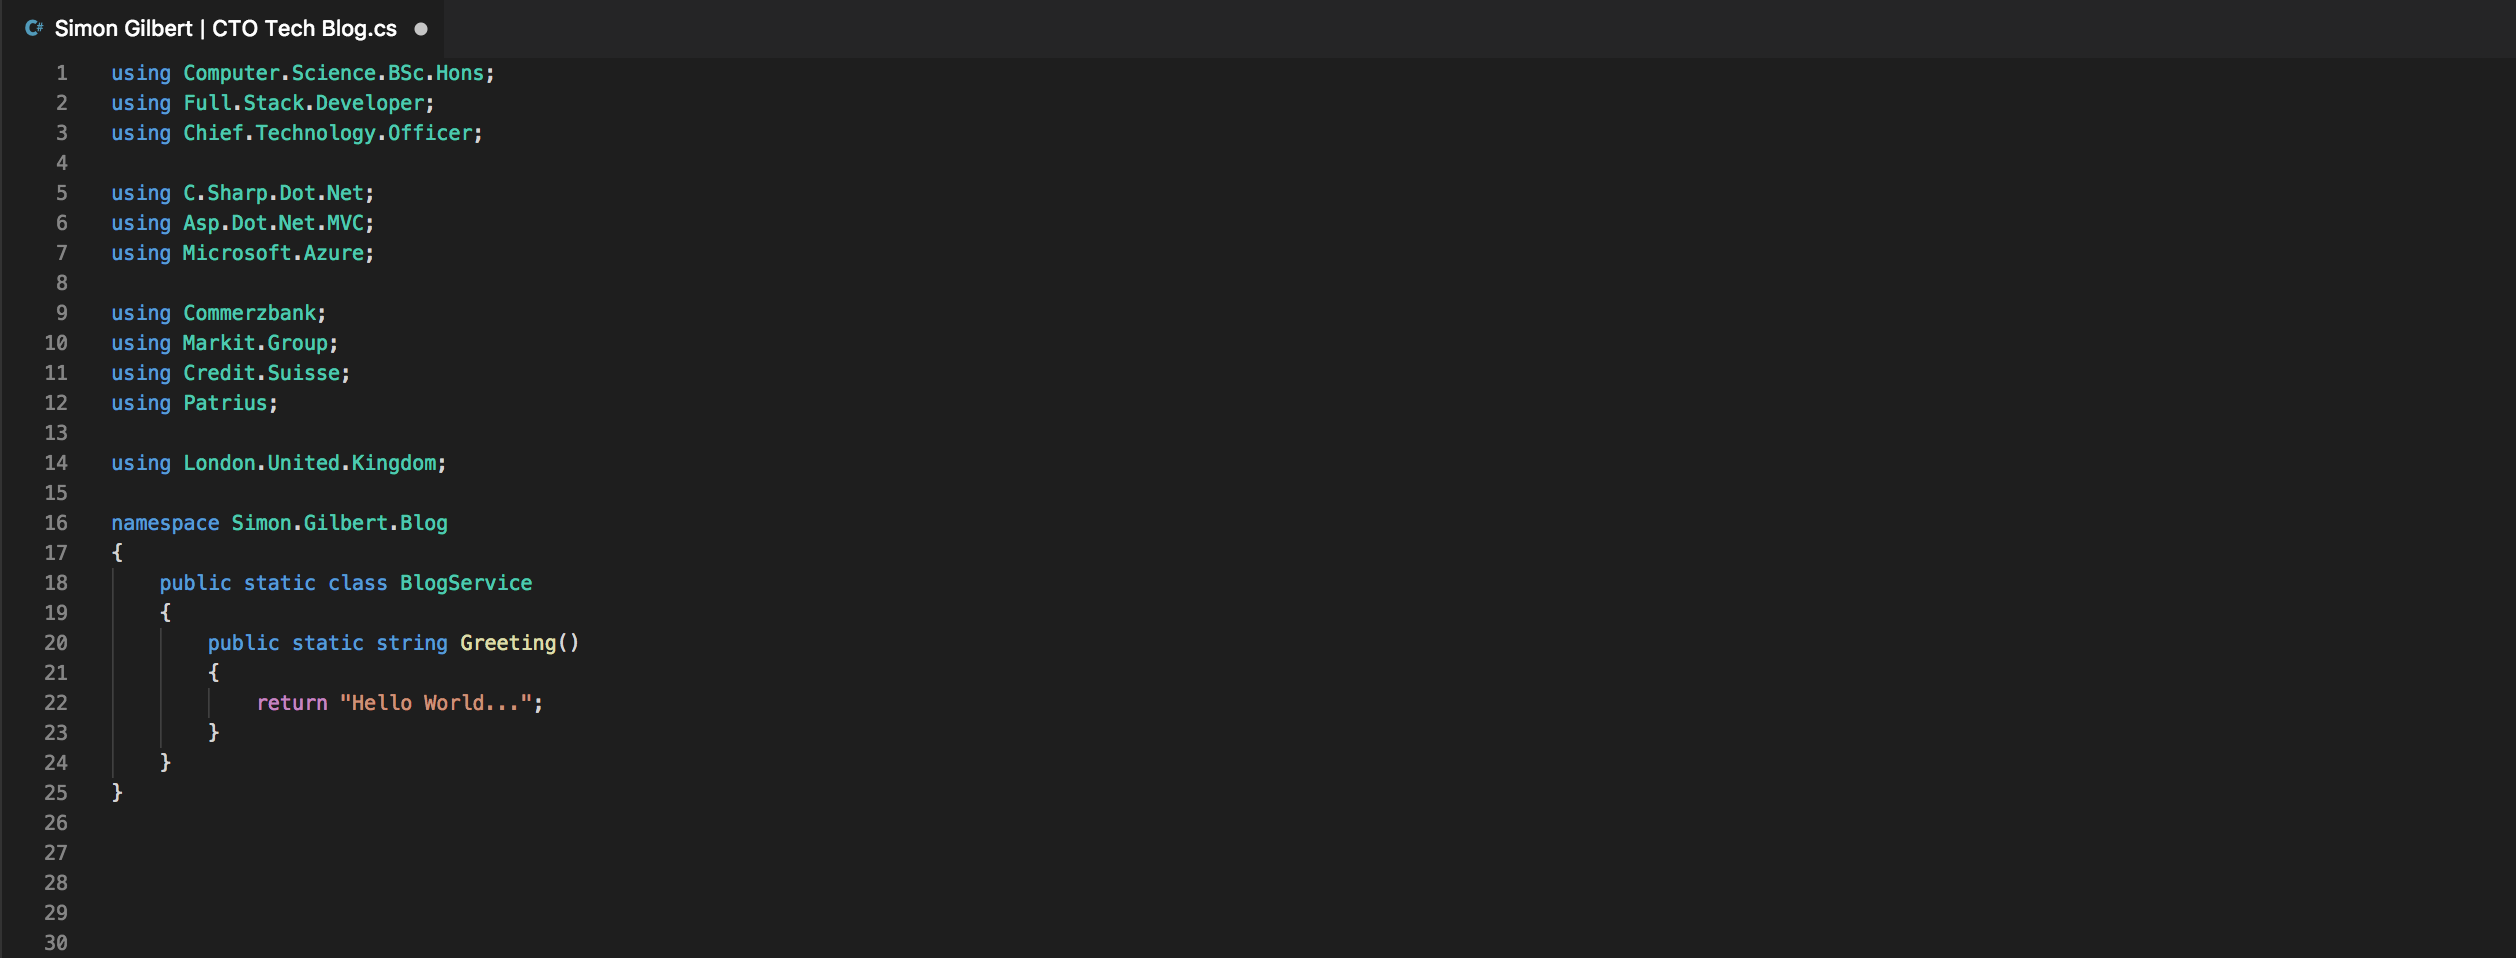 C# Simon Gilbert | CTO Tech Blog.cs
1 using Computer.Science.BSc.Hons;
2 using Full.Stack.Developer;
3 using Chief.Technology.Officer;
4
5 using C.Sharp.Dot.Net;
6 using Asp.Dot.Net.MVC;
7 using Microsoft.Azure;
8
9 using Commerzbank;
10 using Markit.Group;
11 using Credit.Suisse;
12 using Patrius;
13
14 using London.United.Kingdom;
15
16 namespace Simon.Gilbert.Blog
17 {
18 public static class BlogService
19 {
20 public static string Greeting()
21 {
22 return "Hello World...";
23 }
24 }
25 }
26
27
28
29
30